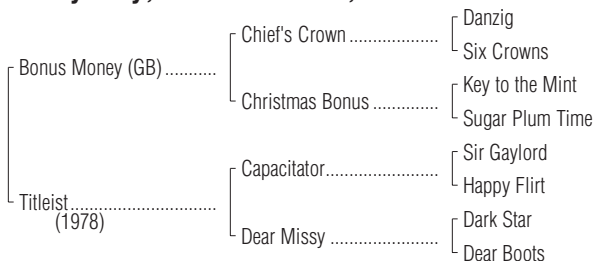 Danzig
Chief's Crown ...................
Six Crowns
Bonus Money (GB) ...........
Key to the Mint
Christmas Bonus ..............
Sugar Plum Time
Sir Gaylord
Capacitator........................
Happy Flirt
Titleist...............................
(1978)
Dark Star
Dear Missy .......................
Dear Boots